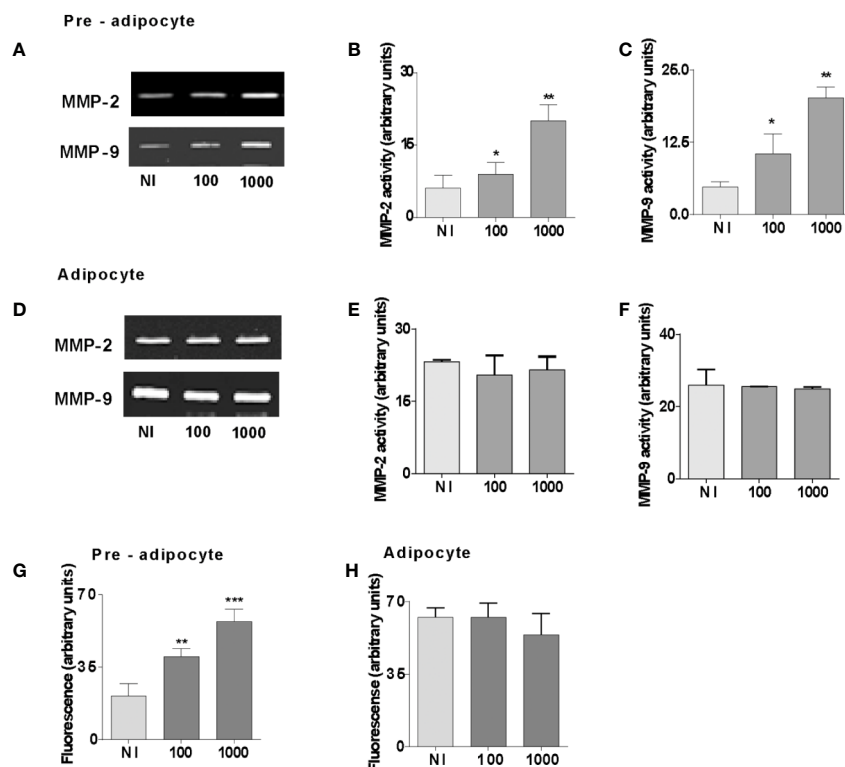 Pre - adipocyte
A
MMP-2
MMP-9
NI 100 1000
B
MMP-2 activity (arbitrary units)
30
15
0
*
**
NI 100 1000
C
MMP-9 activity (arbitrary units)
25.0
12.5
0.0
*
**
NI 100 1000
Adipocyte
D
MMP-2
MMP-9
NI 100 1000
E
MMP-2 activity (arbitrary units)
30
15
0
NI 100 1000
F
MMP-9 activity (arbitrary units)
40
20
0
NI 100 1000
Pre - adipocyte
G
Fluorescence (arbitrary units)
70
35
0
**
***
NI 100 1000
Adipocyte
H
Fluorescense (arbitrary units)
70
35
0
NI 100 1000